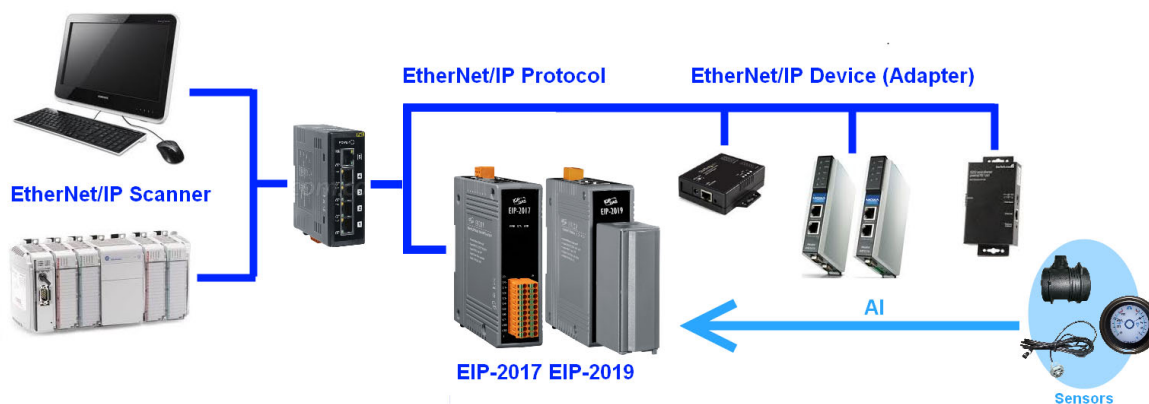 EtherNet/IP Protocol
EtherNet/IP Device (Adapter)
EtherNet/IP Scanner
EIP-2017
EIP-2019
AI
EIP-2017 EIP-2019
Sensors